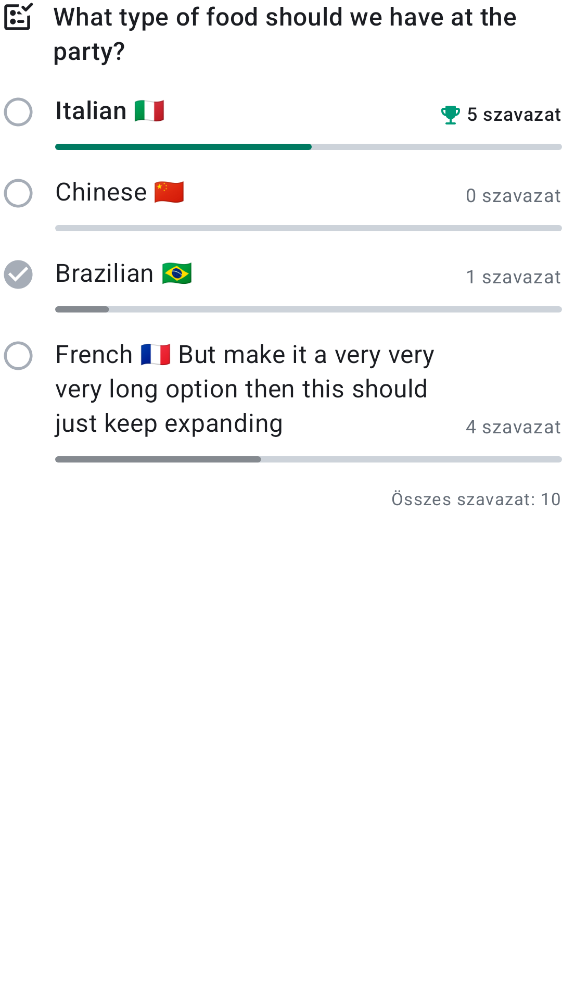 What type of food should we have at the
party?
Italian 🇮🇹 5 szavazat
Chinese 🇨🇳 0 szavazat
Brazilian 🇧🇷 1 szavazat
French 🇫🇷 But make it a very very
very long option then this should
just keep expanding 4 szavazat
Összes szavazat: 10